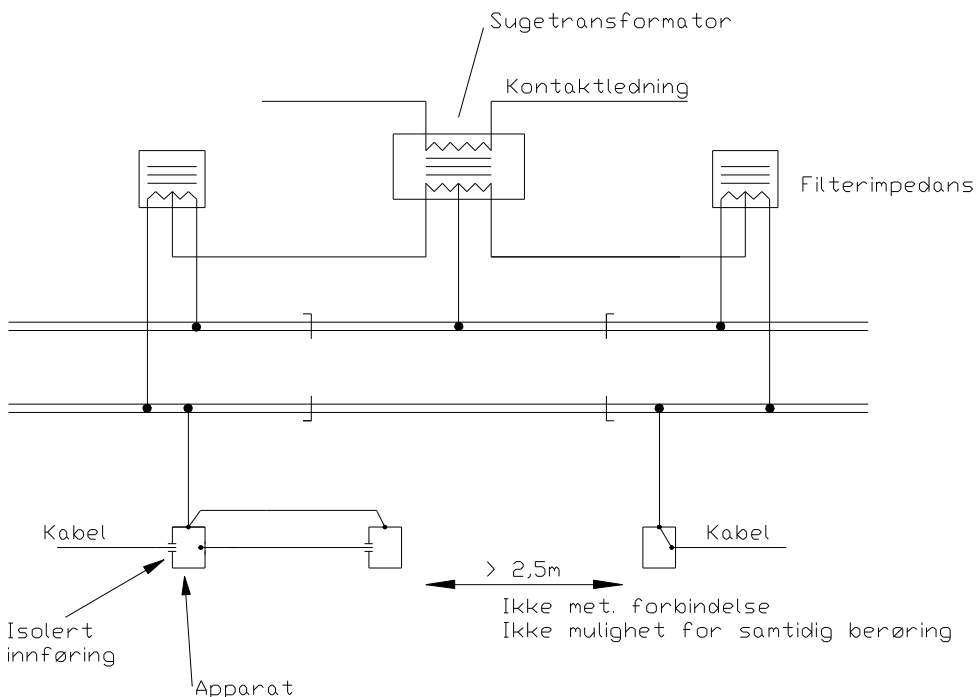 Sugetransformator
Kontaktledning
Filterimpedans
Kabel
Kabel
> 2,5m
Ikke met. forbindelse
Ikke mulighet for samtidig berøring
Isolert
innføring
Apparat